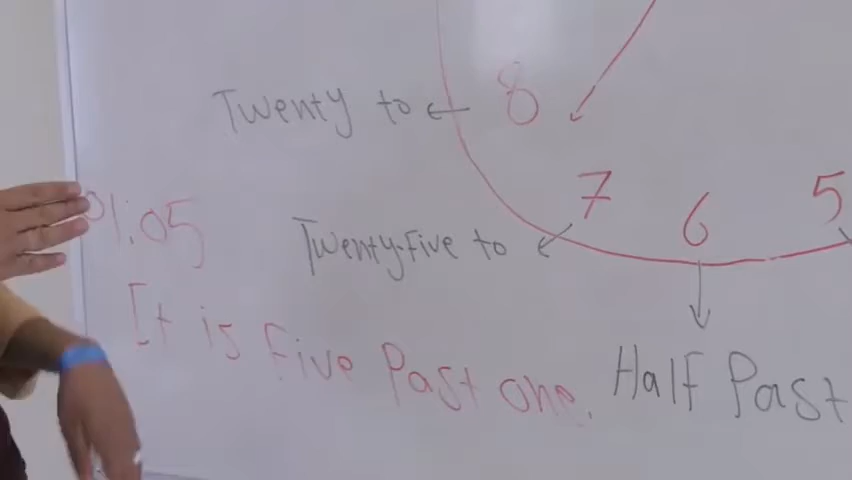 Twenty to
8
7
6
5
01:05
Twenty-Five to
It is Five Past one.
Half Past